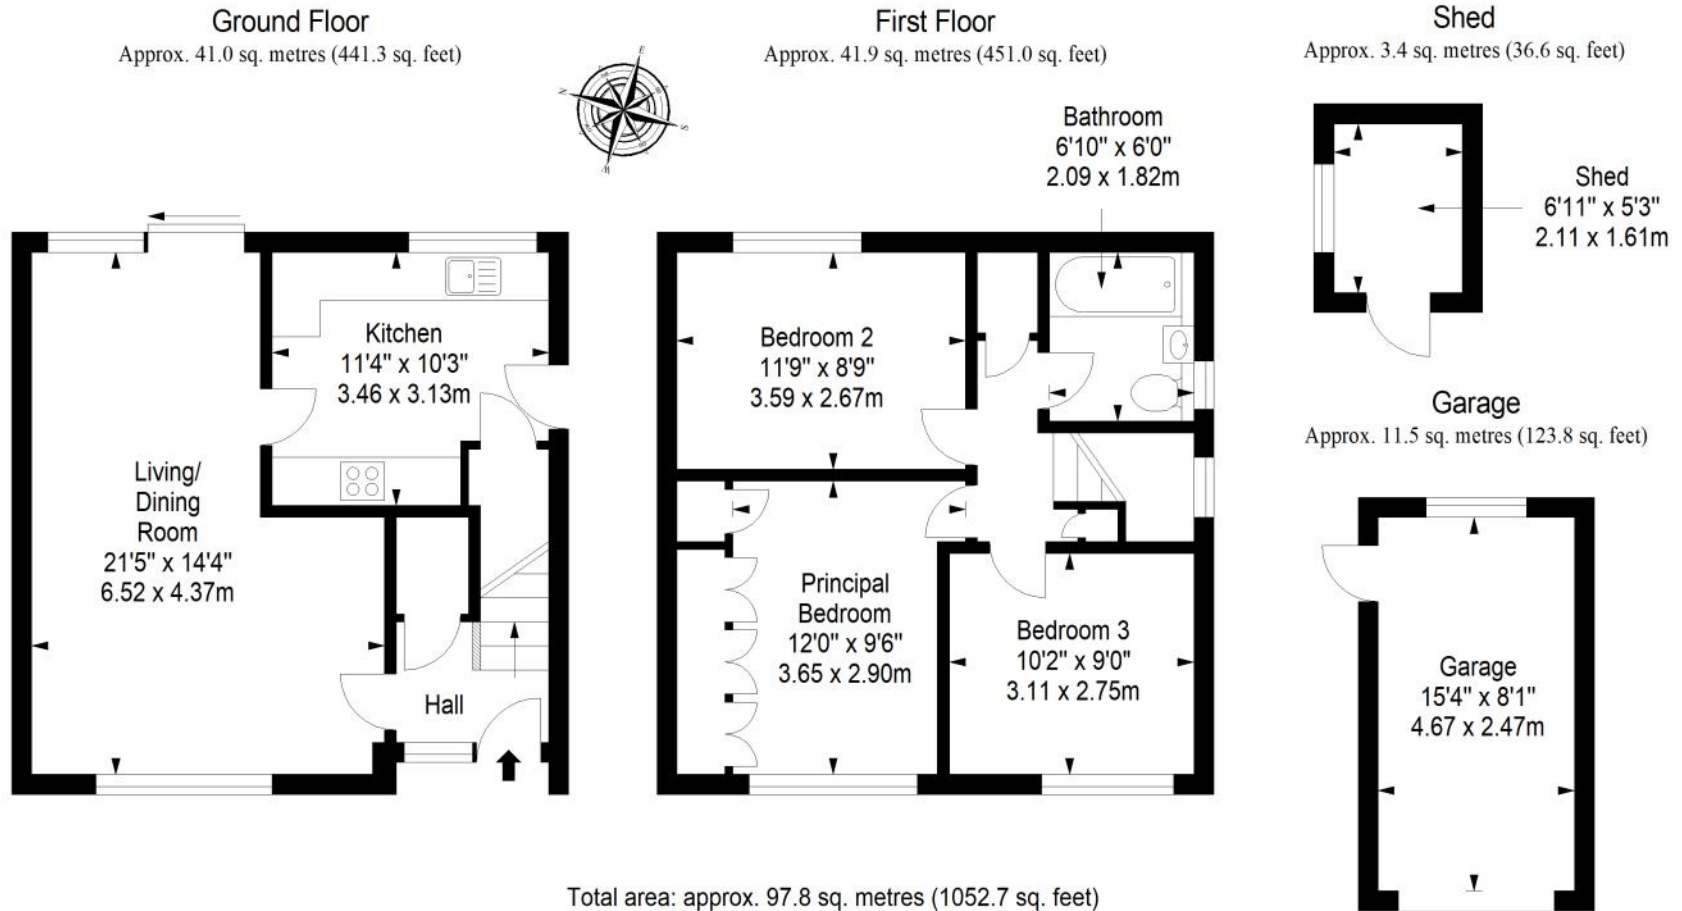 Ground Floor
Approx. 41.0 sq. metres (441.3 sq. feet)
First Floor
Approx. 41.9 sq. metres (451.0 sq. feet)
Shed
Approx. 3.4 sq. metres (36.6 sq. feet)
E
N
S
W
Bathroom
6'10" x 6'0"
2.09 x 1.82m
Shed
6'11" x 5'3"
2.11 x 1.61m
Kitchen
11'4" x 10'3"
3.46 x 3.13m
Bedroom 2
11'9" x 8'9"
3.59 x 2.67m
Garage
Approx. 11.5 sq. metres (123.8 sq. feet)
Living/
Dining
Room
21'5" x 14'4"
6.52 x 4.37m
Principal
Bedroom
12'0" x 9'6"
3.65 x 2.90m
Bedroom 3
10'2" x 9'0"
3.11 x 2.75m
Hall
Garage
15'4" x 8'1"
4.67 x 2.47m
Total area: approx. 97.8 sq. metres (1052.7 sq. feet)